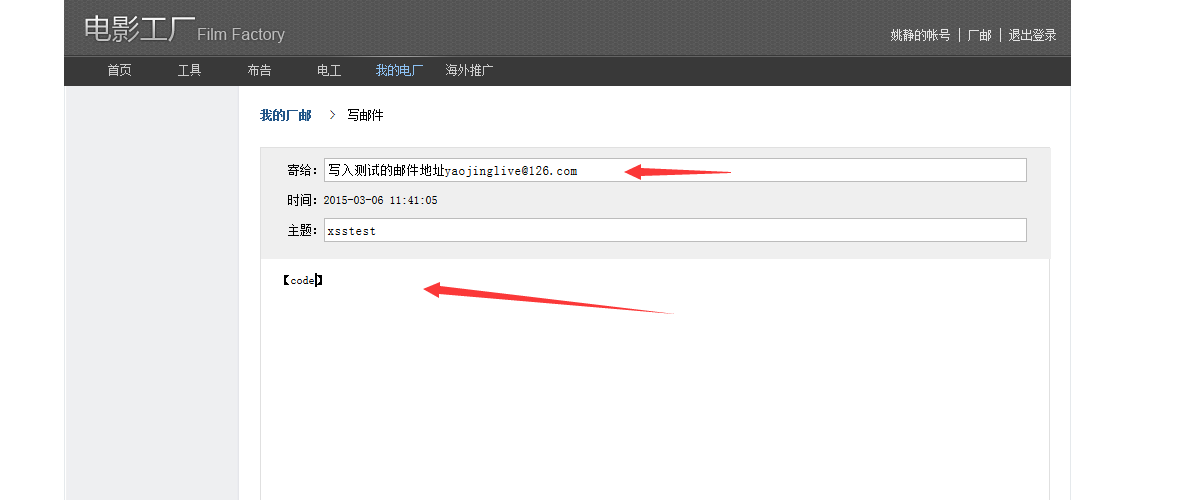 电影工厂 Film Factory
姚静的帐号 | 厂邮 | 退出登录
首页 工具 布告 电工 我的电厂 海外推广
我的厂邮 > 写邮件
寄给: 写入测试的邮件地址yaojinglive@126.com
时间: 2015-03-06 11:41:05
主题: xsstest
【code】